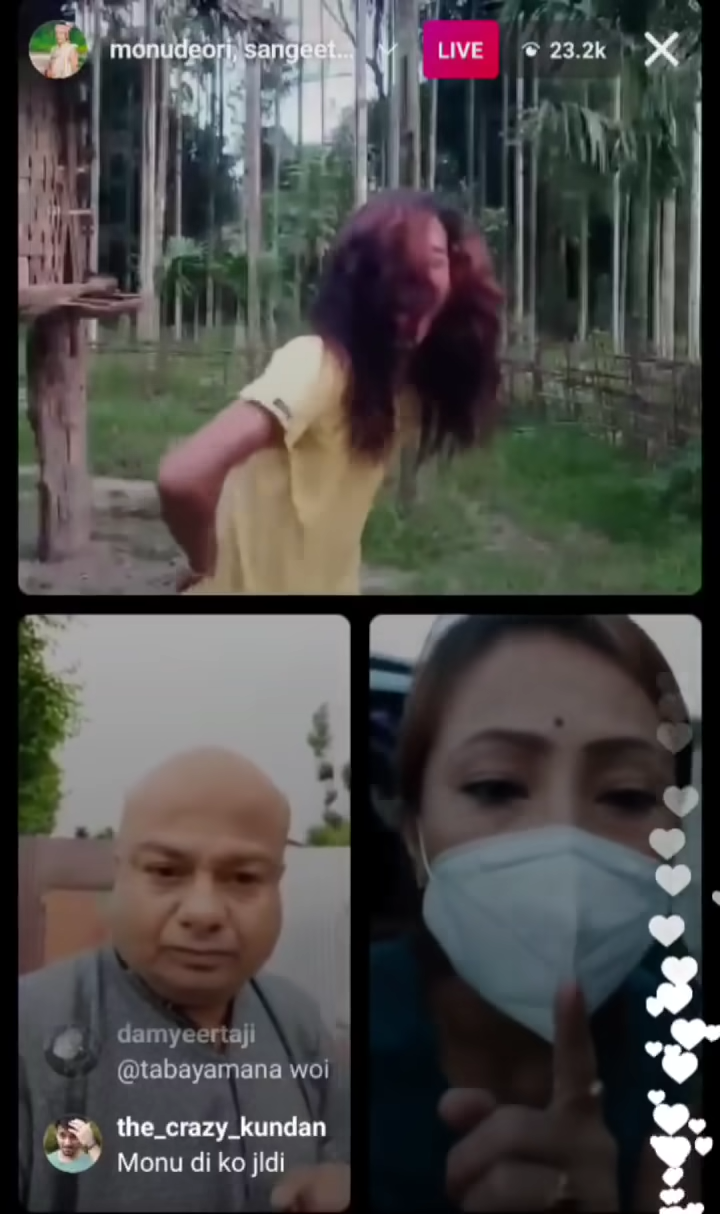 monudeori, sangeet...
LIVE
23.2k
damyeertaji
@tabayamana woi
the_crazy_kundan
Monu di ko jldi